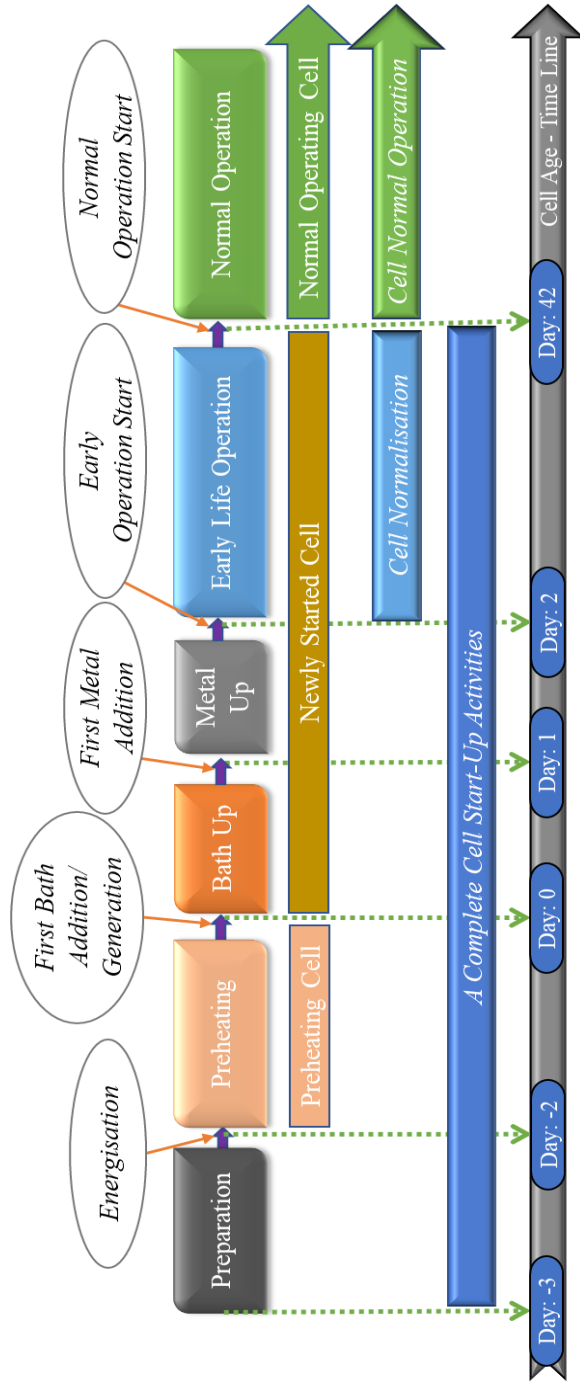 Energisation
First Bath
Addition/
Generation
First Metal
Addition
Early
Operation Start
Normal
Operation Start
Preparation
Preheating
Bath Up
Metal
Up
Early Life Operation
Normal Operation
Preheating Cell
Newly Started Cell
Normal Operating Cell
Cell Normalisation
Cell Normal Operation
A Complete Cell Start-Up Activities
Day: -3
Day: -2
Day: 0
Day: 1
Day: 2
Day: 42
Cell Age - Time Line